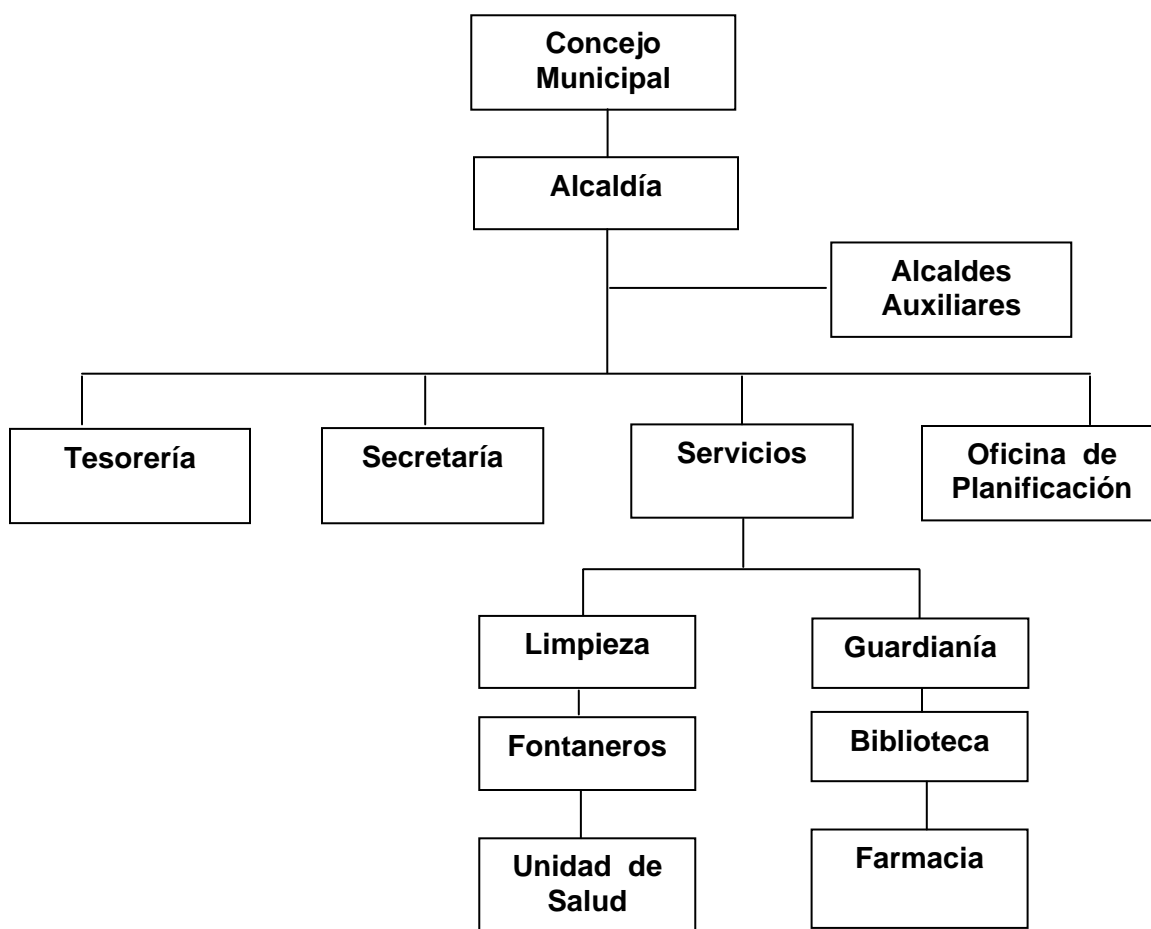 Concejo
Municipal
Alcaldía
Alcaldes
Auxiliares
Tesorería
Secretaría
Servicios
Oficina de
Planificación
Limpieza
Guardianía
Fontaneros
Biblioteca
Unidad de
Salud
Farmacia